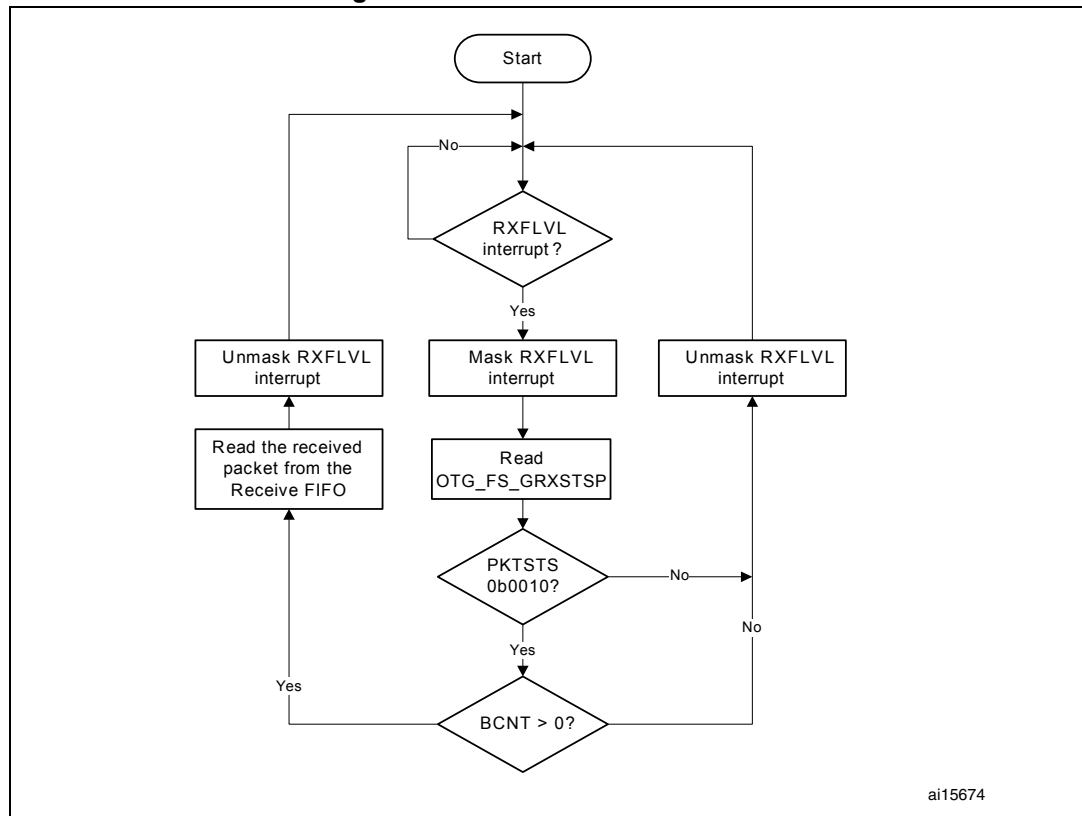 Start
No
RXFLVL
interrupt ?
Yes
Unmask RXFLVL
interrupt
Mask RXFLVL
interrupt
Unmask RXFLVL
interrupt
Read the received
packet from the
Receive FIFO
Read
OTG_FS_GRXSTSP
PKTSTS
0b0010?
No
No
Yes
Yes
BCNT > 0?
ai15674